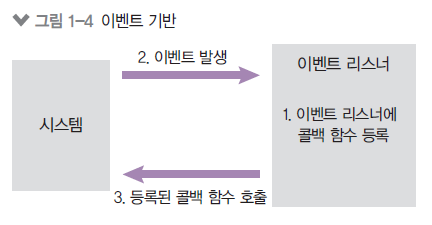 그림 1-4 이벤트 기반
2. 이벤트 발생
이벤트 리스너
시스템
1. 이벤트 리스너에
콜백 함수 등록
3. 등록된 콜백 함수 호출